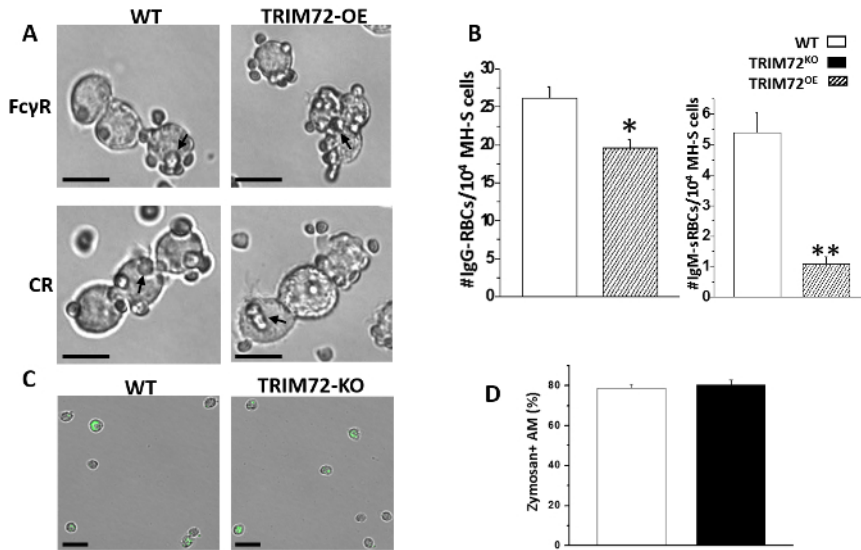 A
WT
TRIM72-OE
FcγR
CR
B
WT
TRIM72KO
TRIM72OE
#IgG-RBCs/10⁴ MH-S cells
30
25
20
15
10
5
0
*
#IgM-sRBCs/10⁴ MH-S cells
6
5
4
3
2
1
0
**
C
WT
TRIM72-KO
D
Zymosan+ AM (%)
80
60
40
20
0